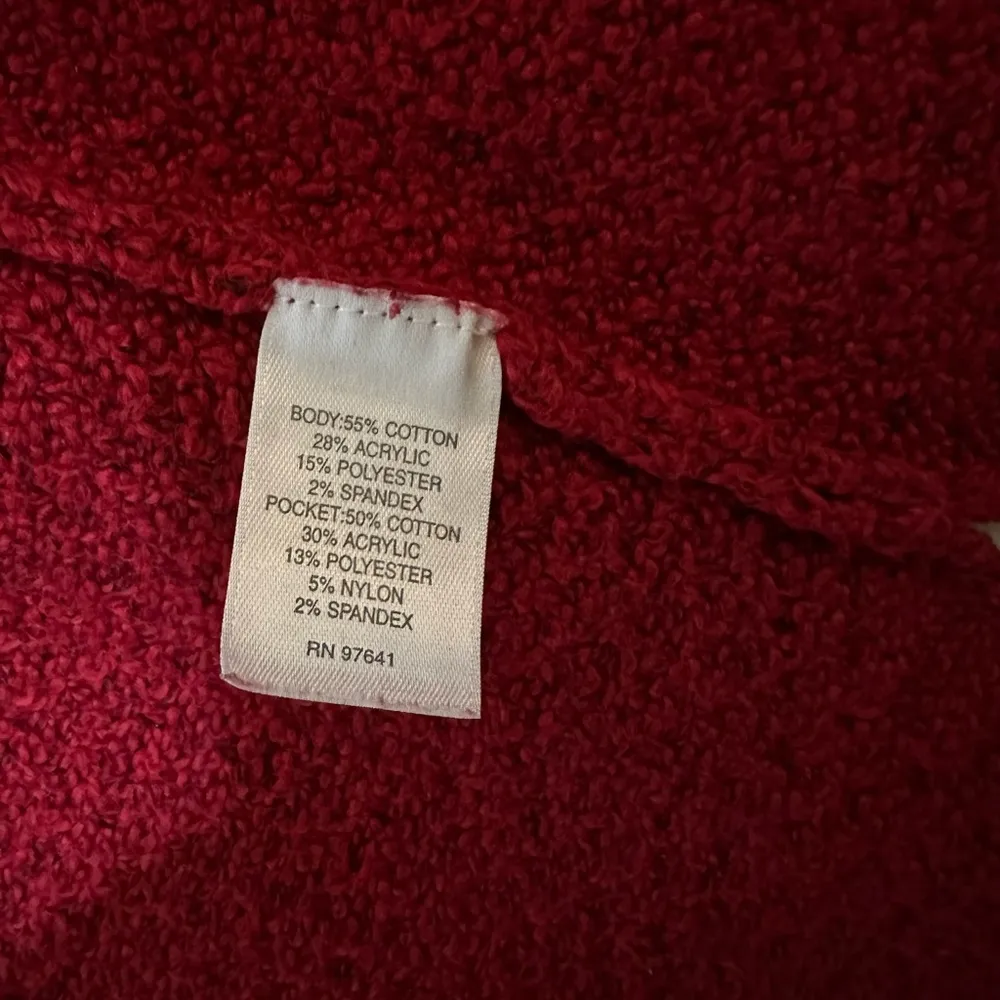 BODY:55% COTTON
28% ACRYLIC
15% POLYESTER
2% SPANDEX
POCKET:50% COTTON
30% ACRYLIC
13% POLYESTER
5% NYLON
2% SPANDEX
RN 97641